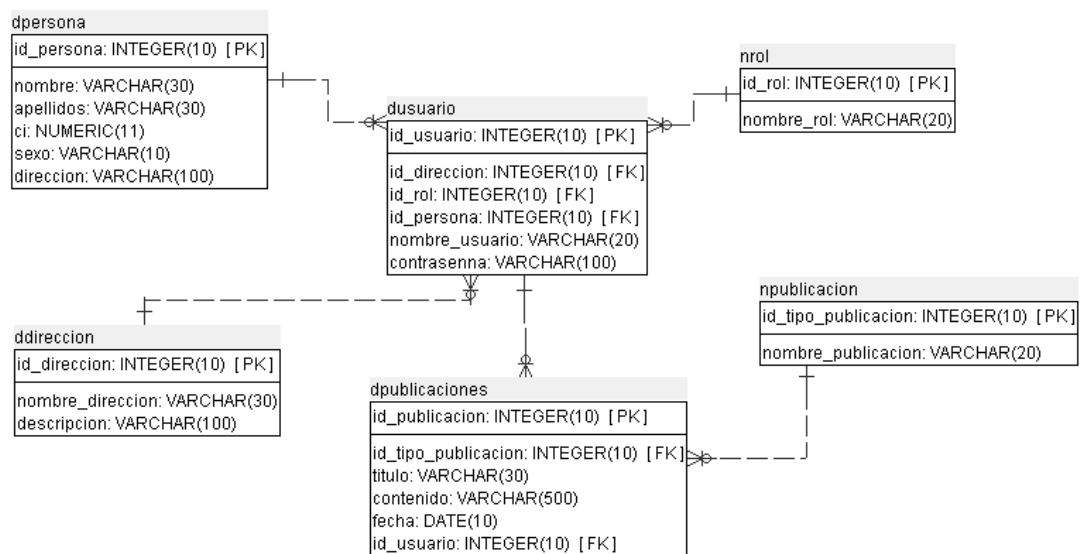 dpersona
id_persona: INTEGER(10) [PK]
nombre: VARCHAR(30)
apellidos: VARCHAR(30)
ci: NUMERIC(11)
sexo: VARCHAR(10)
direccion: VARCHAR(100)
nrol
id_rol: INTEGER(10) [PK]
nombre_rol: VARCHAR(20)
dusuario
id_usuario: INTEGER(10) [PK]
id_direccion: INTEGER(10) [FK]
id_rol: INTEGER(10) [FK]
id_persona: INTEGER(10) [FK]
nombre_usuario: VARCHAR(20)
contrasenna: VARCHAR(100)
npublicacion
id_tipo_publicacion: INTEGER(10) [PK]
nombre_publicacion: VARCHAR(20)
ddireccion
id_direccion: INTEGER(10) [PK]
nombre_direccion: VARCHAR(30)
descripcion: VARCHAR(100)
dpublicaciones
id_publicacion: INTEGER(10) [PK]
id_tipo_publicacion: INTEGER(10) [FK]
titulo: VARCHAR(30)
contenido: VARCHAR(500)
fecha: DATE(10)
id_usuario: INTEGER(10) [FK]